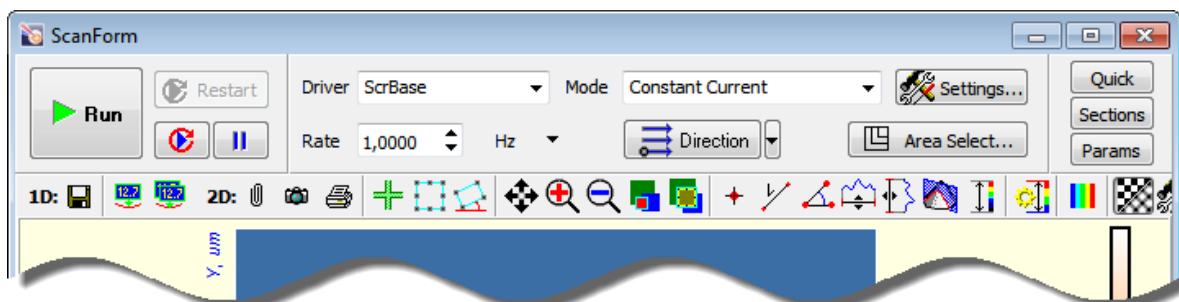 ScanForm
Run
Restart
Driver ScrBase Mode Constant Current Settings...
Rate 1,0000 Hz Direction Area Select...
Quick
Sections
Params
1D: 12.7 12.7 2D:
y, um